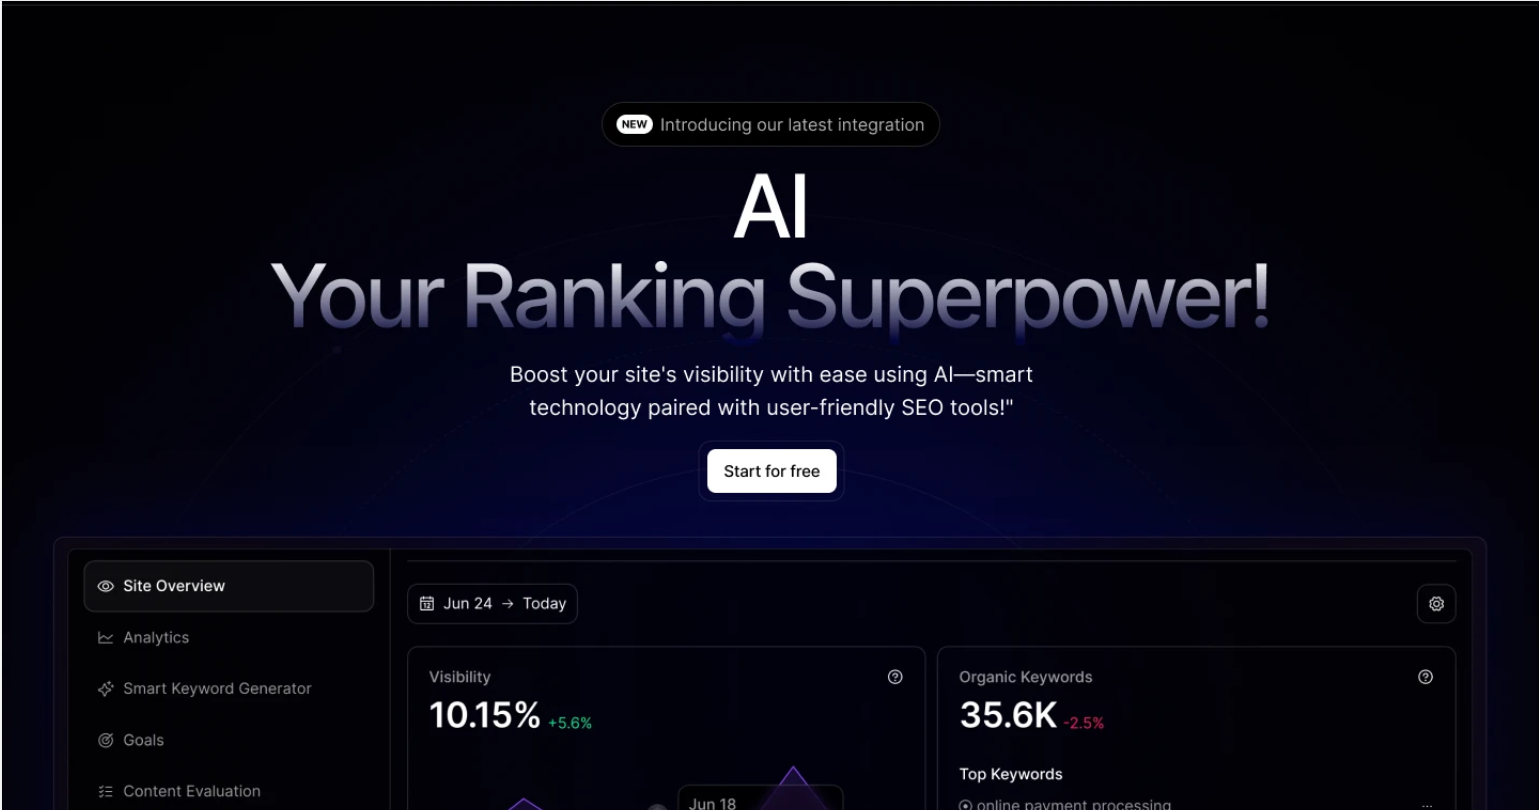 NEW Introducing our latest integration
AI
Your Ranking Superpower!
Boost your site's visibility with ease using AI—smart
technology paired with user-friendly SEO tools!"
Start for free
Site Overview
Analytics
Smart Keyword Generator
Goals
Content Evaluation
12 Jun 24 → Today
Visibility
10.15% +5.6%
Jun 18
Organic Keywords
35.6K -2.5%
Top Keywords
online payment processing ...